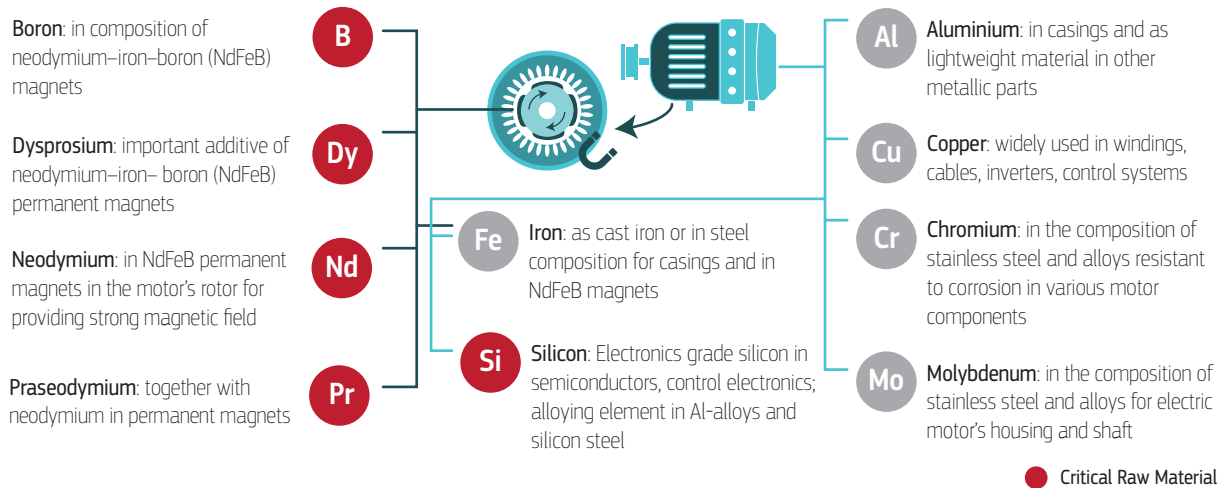 B
Boron: in composition of
neodymium–iron–boron (NdFeB)
magnets
Dy
Dysprosium: important additive of
neodymium–iron– boron (NdFeB)
permanent magnets
Nd
Neodymium: in NdFeB permanent
magnets in the motor's rotor for
providing strong magnetic field
Pr
Praseodymium: together with
neodymium in permanent magnets
Fe
Iron: as cast iron or in steel
composition for casings and in
NdFeB magnets
Si
Silicon: Electronics grade silicon in
semiconductors, control electronics;
alloying element in Al-alloys and
silicon steel
Al
Aluminium: in casings and as
lightweight material in other
metallic parts
Cu
Copper: widely used in windings,
cables, inverters, control systems
Cr
Chromium: in the composition of
stainless steel and alloys resistant
to corrosion in various motor
components
Mo
Molybdenum: in the composition of
stainless steel and alloys for electric
motor's housing and shaft
Critical Raw Material